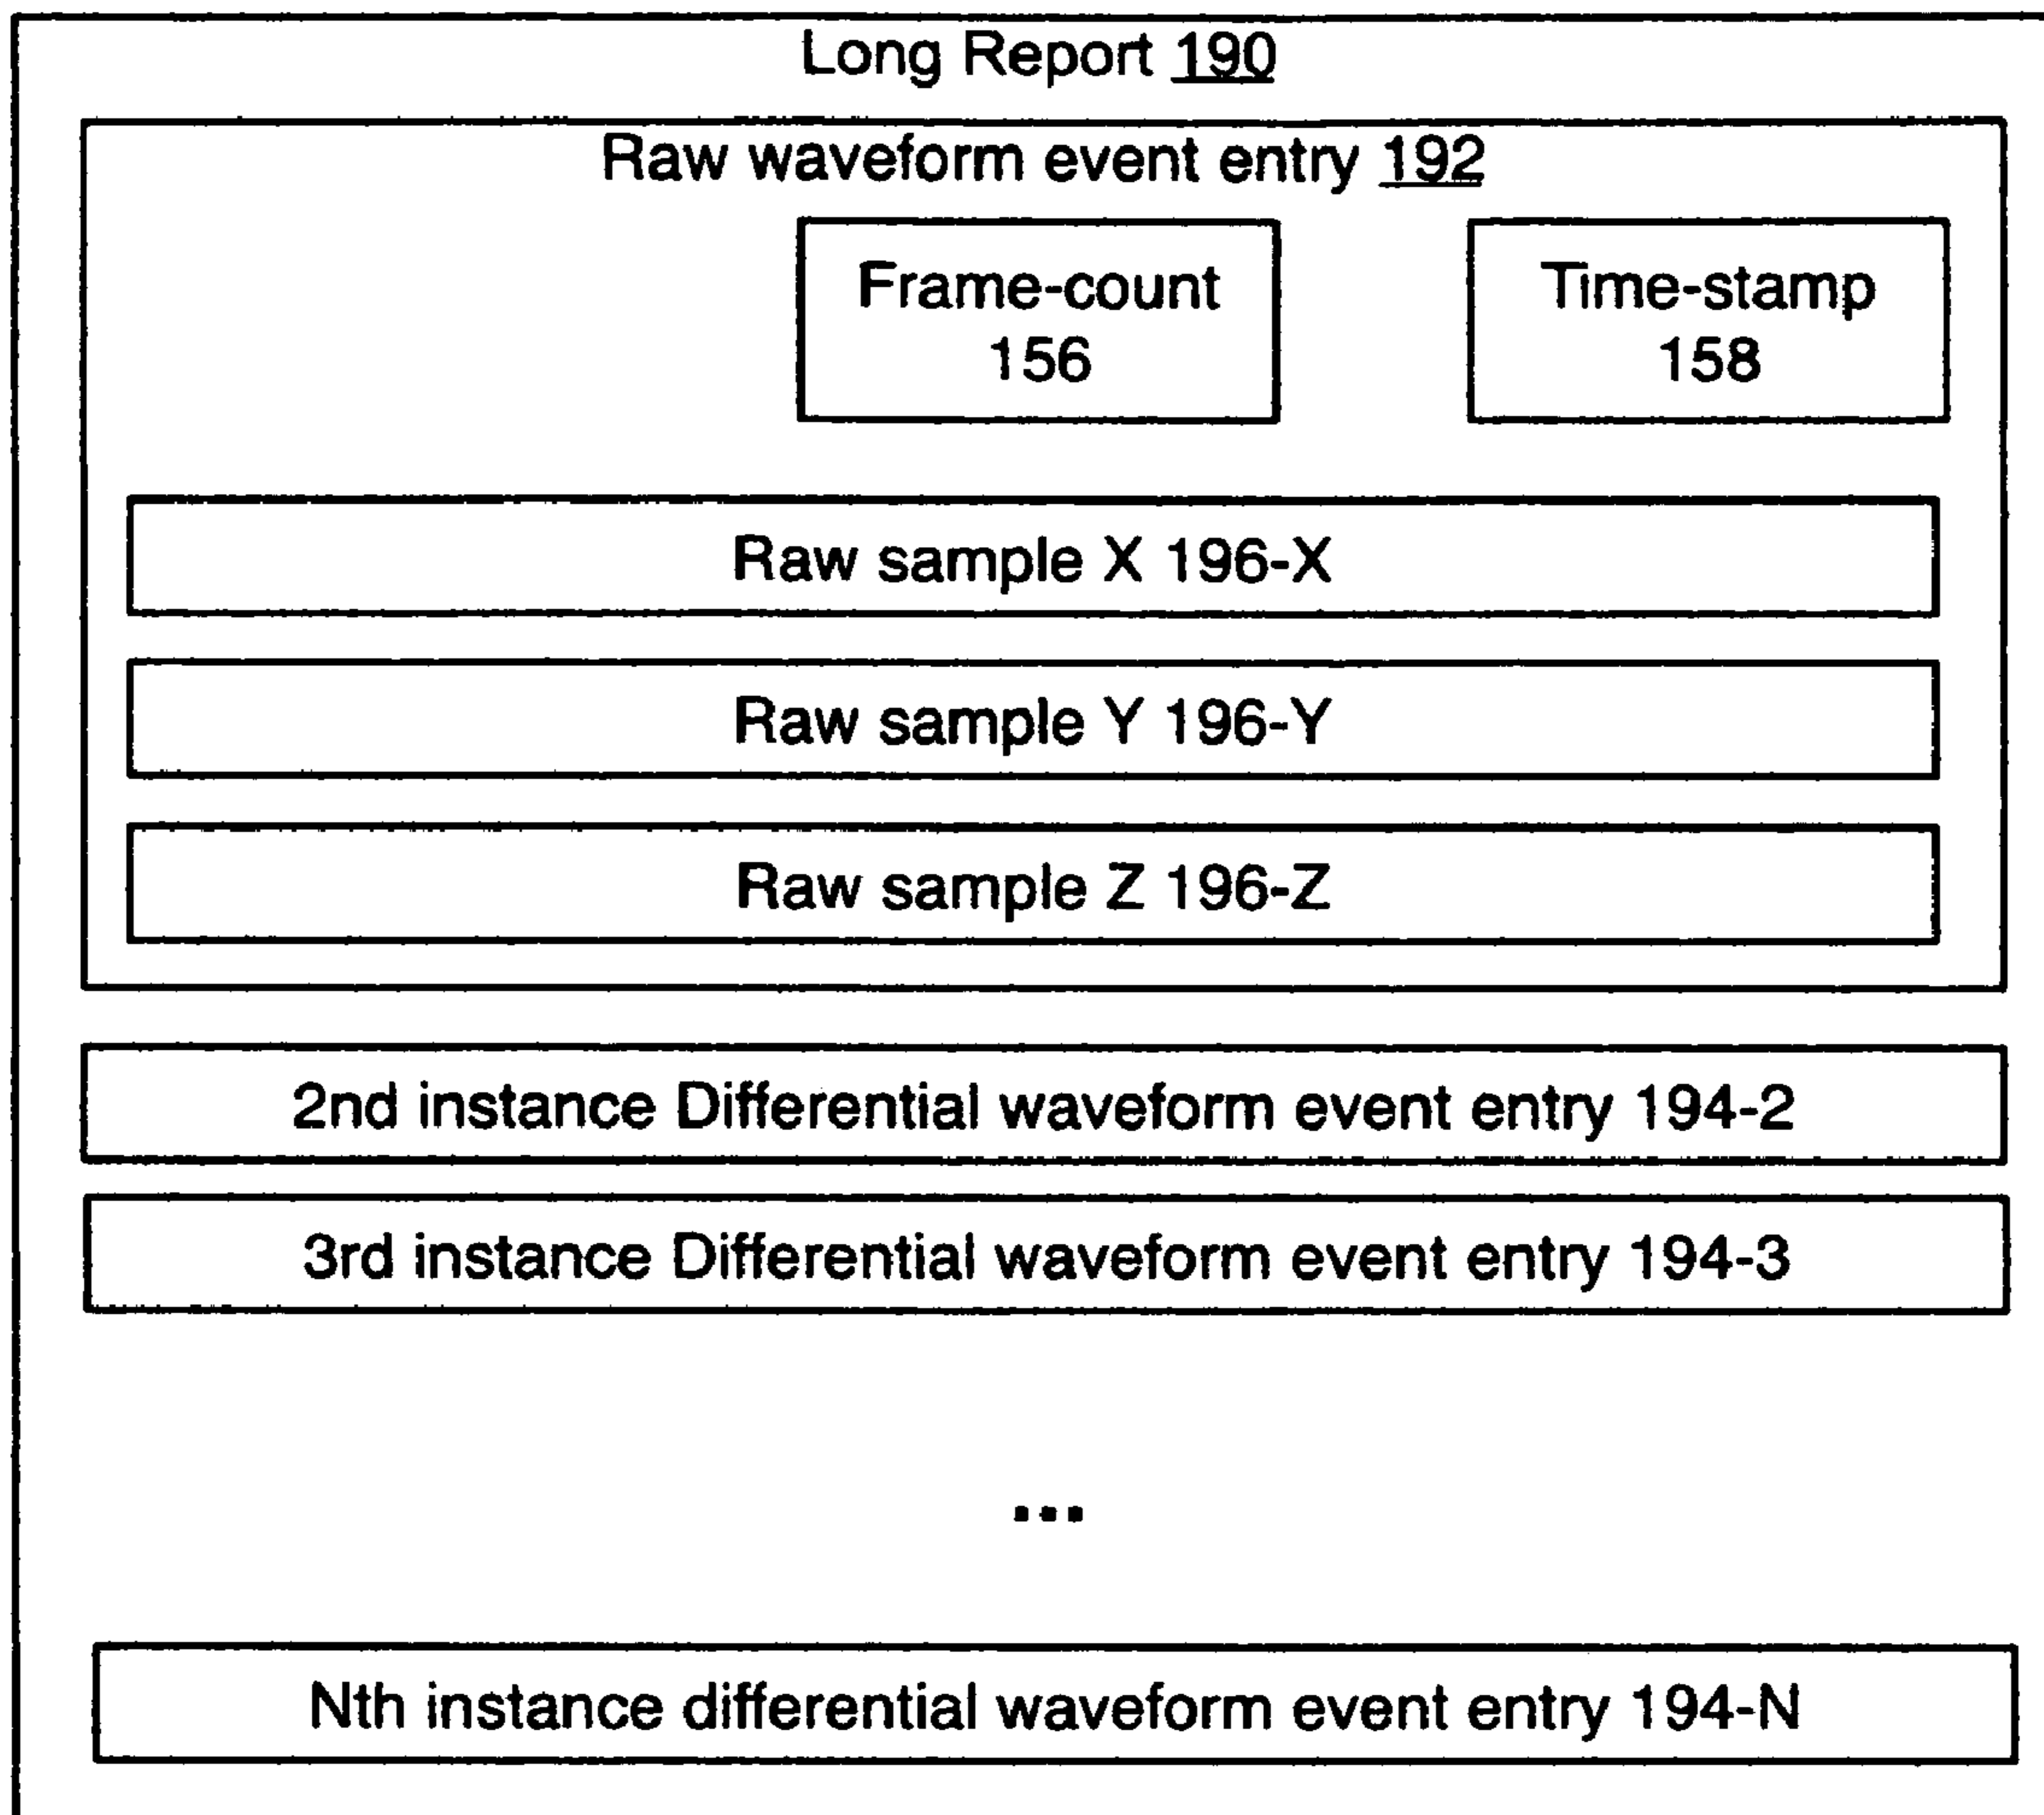 Long Report 190
Raw waveform event entry 192
Frame-count
156
Time-stamp
158
Raw sample X 196-X
Raw sample Y 196-Y
Raw sample Z 196-Z
2nd instance Differential waveform event entry 194-2
3rd instance Differential waveform event entry 194-3
...
Nth instance differential waveform event entry 194-N